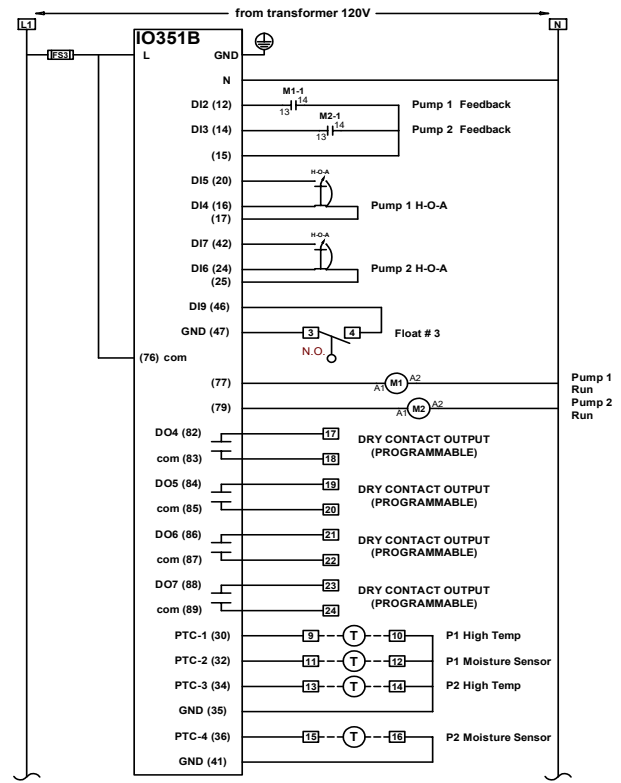 from transformer 120V
L1
N
IO351B
FS3
L
GND
N
M1-1
DI2 (12)
13
14
Pump 1 Feedback
M2-1
DI3 (14)
13
14
Pump 2 Feedback
(15)
H-O-A
DI5 (20)
DI4 (16)
Pump 1 H-O-A
(17)
H-O-A
DI7 (42)
DI6 (24)
Pump 2 H-O-A
(25)
DI9 (46)
GND (47)
3
4
Float # 3
N.O.
(76) com
(77)
A1
M1
A2
Pump 1
Run
(79)
A1
M2
A2
Pump 2
Run
DO4 (82)
17
DRY CONTACT OUTPUT
(PROGRAMMABLE)
com (83)
18
DO5 (84)
19
DRY CONTACT OUTPUT
(PROGRAMMABLE)
com (85)
20
DO6 (86)
21
DRY CONTACT OUTPUT
(PROGRAMMABLE)
com (87)
22
DO7 (88)
23
DRY CONTACT OUTPUT
(PROGRAMMABLE)
com (89)
24
PTC-1 (30)
9
T
10
P1 High Temp
PTC-2 (32)
11
T
12
P1 Moisture Sensor
PTC-3 (34)
13
T
14
P2 High Temp
GND (35)
PTC-4 (36)
15
T
16
P2 Moisture Sensor
GND (41)